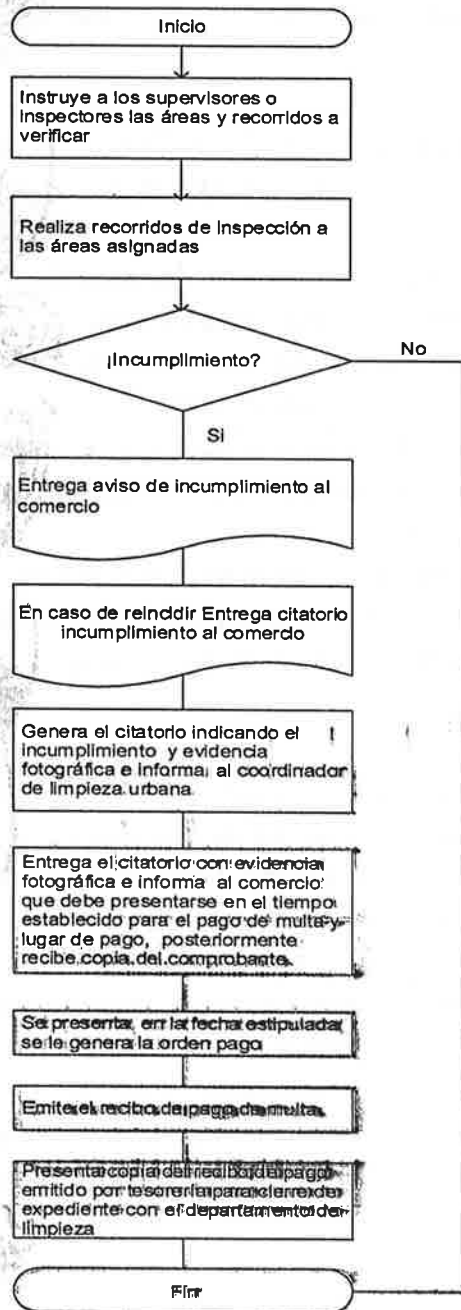 Inicio
Instruye a los supervisores o
inspectores las áreas y recorridos a
verificar
Realiza recorridos de inspección a
las áreas asignadas
¡Incumplimiento?
No
Si
Entrega aviso de incumplimiento al
comercio
En caso de reincidir Entrega citatorio
incumplimiento al comercio
Genera el citatorio indicando el
incumplimiento y evidencia
fotográfica e informa al coordinador
de limpieza urbana
Entrega el citatorio con evidencia
fotográfica e informa al comercio
que debe presentarse en el tiempo
establecido para el pago de multa y
lugar de pago, posteriormente
recibe copia del comprobante.
Se presenta en la fecha estipulada
se le genera la orden pago
Emite el recibo de pago de multa
Presenta copia del recibo del pago
emitido por tesorería para cierre de
expediente con el departamento de
limpieza
Fin